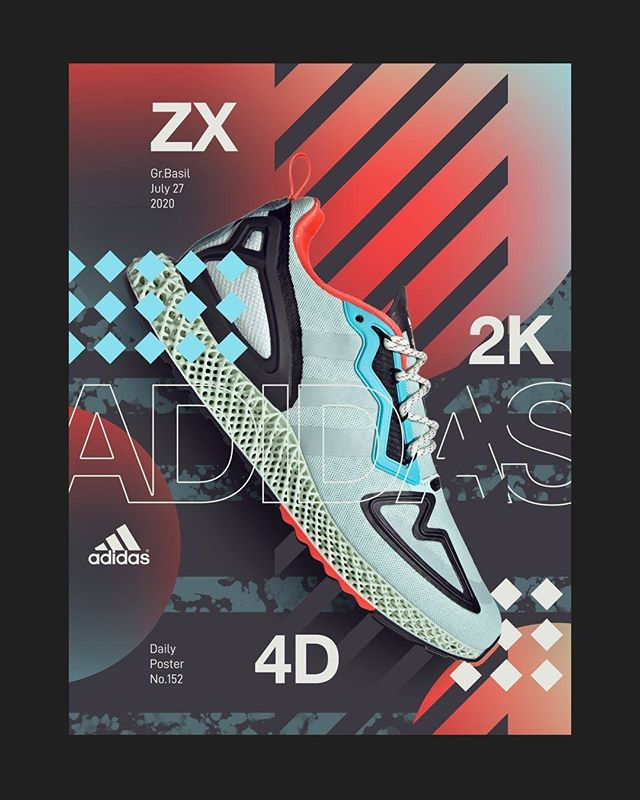 ZX
Gr.Basil
July 27
2020
2K
ADIDAS
adidas®
Daily
Poster
No.152
4D